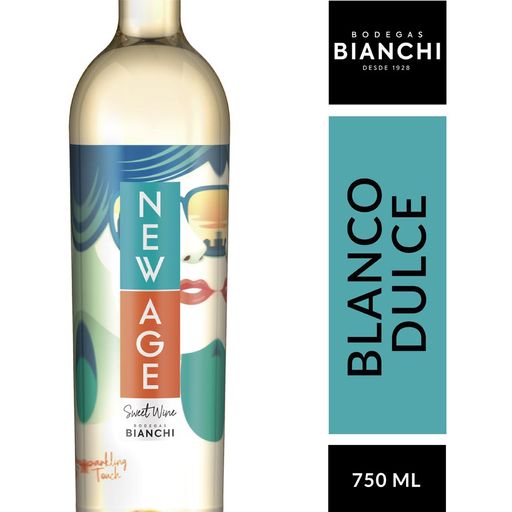 NEW
AGE
Sweet Wine
BODEGAS
BIANCHI
Sparkling
Touch
BODEGAS
BIANCHI
DESDE 1928
BLANCO
DULCE
750 ML